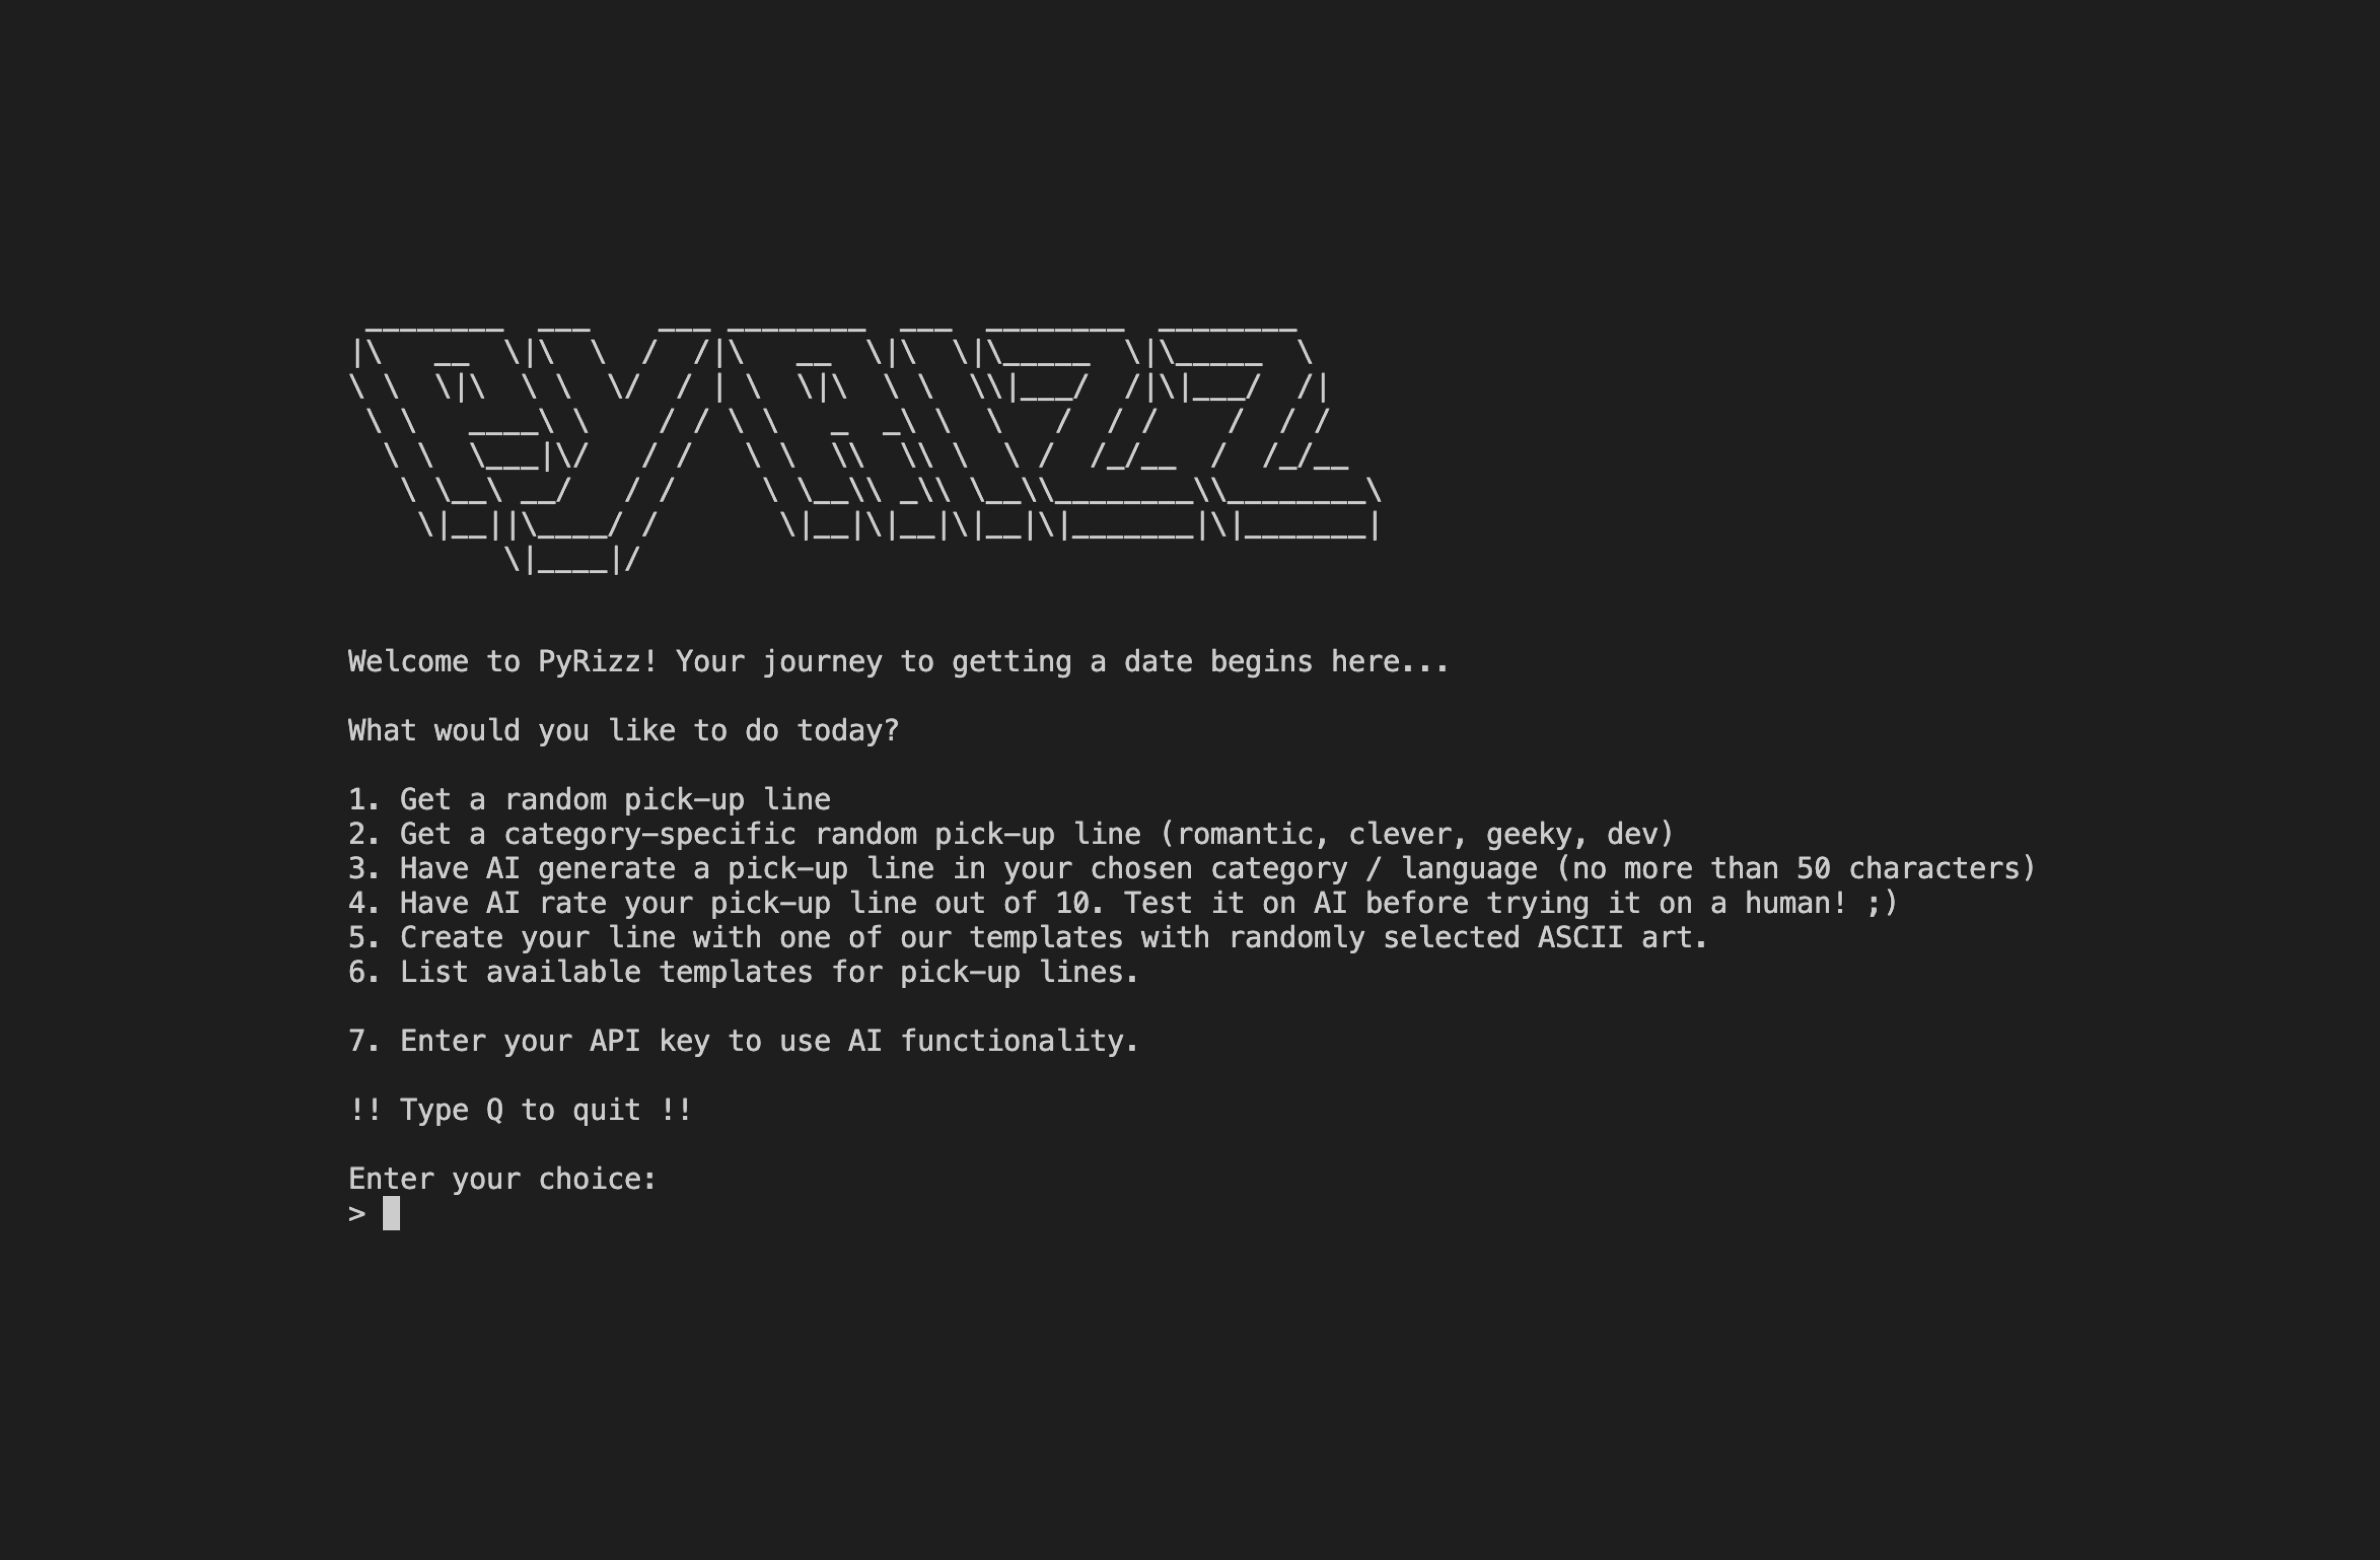 PYRIZZ
Welcome to PyRizz! Your journey to getting a date begins here...
What would you like to do today?
1. Get a random pick-up line
2. Get a category-specific random pick-up line (romantic, clever, geeky, dev)
3. Have AI generate a pick-up line in your chosen category / language (no more than 50 characters)
4. Have AI rate your pick-up line out of 10. Test it on AI before trying it on a human! ;)
5. Create your line with one of our templates with randomly selected ASCII art.
6. List available templates for pick-up lines.
7. Enter your API key to use AI functionality.
!! Type Q to quit !!
Enter your choice:
>